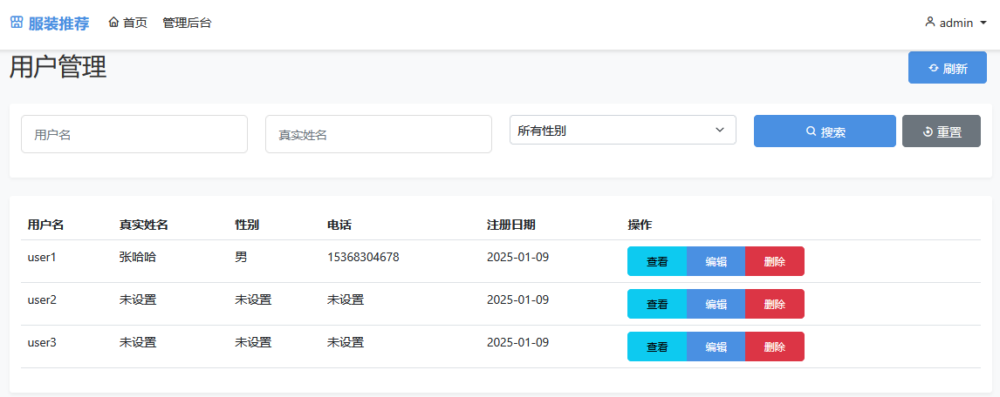 服装推荐 首页 管理后台 admin
用户管理 刷新
用户名 真实姓名 所有性别 搜索 重置
用户名 真实姓名 性别 电话 注册日期 操作
user1 张哈哈 男 15368304678 2025-01-09 查看 编辑 删除
user2 未设置 未设置 未设置 2025-01-09 查看 编辑 删除
user3 未设置 未设置 未设置 2025-01-09 查看 编辑 删除